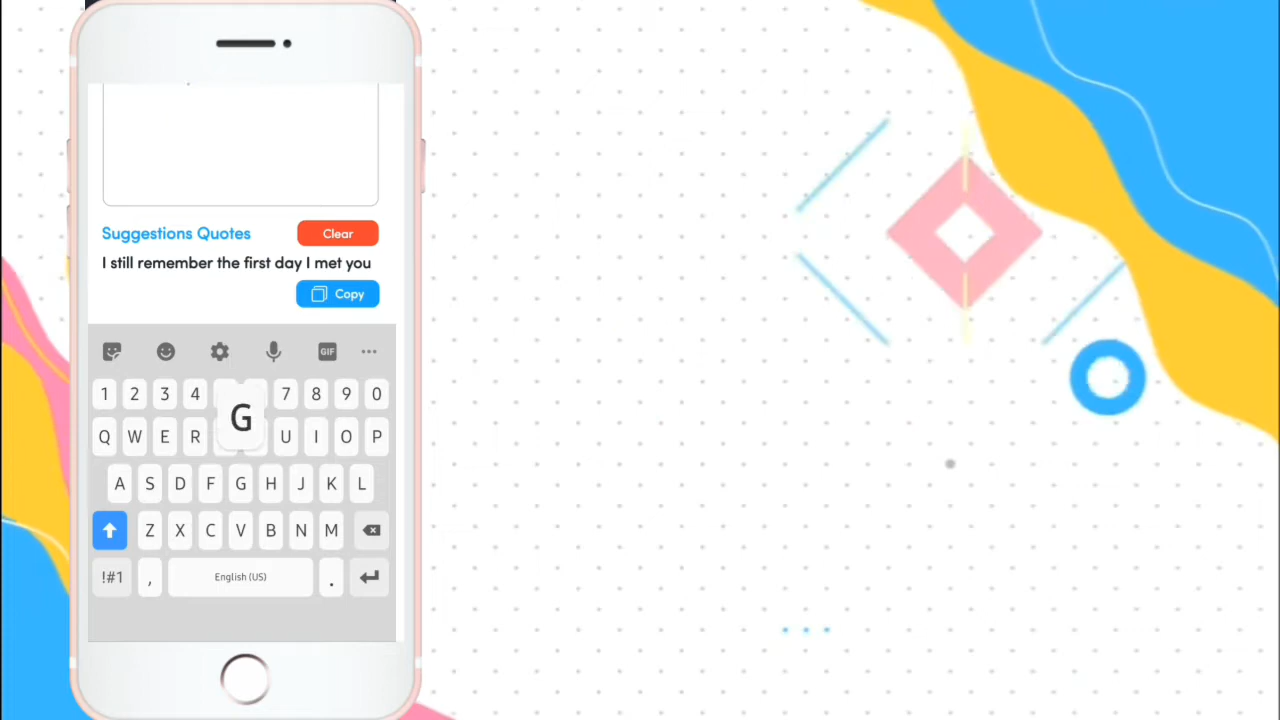 Suggestions Quotes
Clear
I still remember the first day I met you
Copy
GIF
1 2 3 4 7 8 9 0
G
Q W E R U I O P
A S D F G H J K L
Z X C V B N M
!#1 , English (US) .